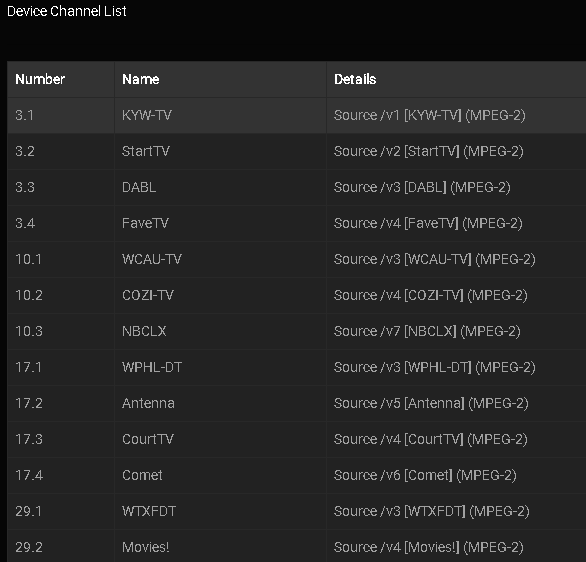 Device Channel List
Number Name Details
3.1 KYW-TV Source /v1 [KYW-TV] (MPEG-2)
3.2 StartTV Source /v2 [StartTV] (MPEG-2)
3.3 DABL Source /v3 [DABL] (MPEG-2)
3.4 FaveTV Source /v4 [FaveTV] (MPEG-2)
10.1 WCAU-TV Source /v3 [WCAU-TV] (MPEG-2)
10.2 COZI-TV Source /v4 [COZI-TV] (MPEG-2)
10.3 NBCLX Source /v7 [NBCLX] (MPEG-2)
17.1 WPHL-DT Source /v3 [WPHL-DT] (MPEG-2)
17.2 Antenna Source /v5 [Antenna] (MPEG-2)
17.3 CourtTV Source /v4 [CourtTV] (MPEG-2)
17.4 Comet Source /v6 [Comet] (MPEG-2)
29.1 WTXFDT Source /v3 [WTXFDT] (MPEG-2)
29.2 Movies! Source /v4 [Movies!] (MPEG-2)